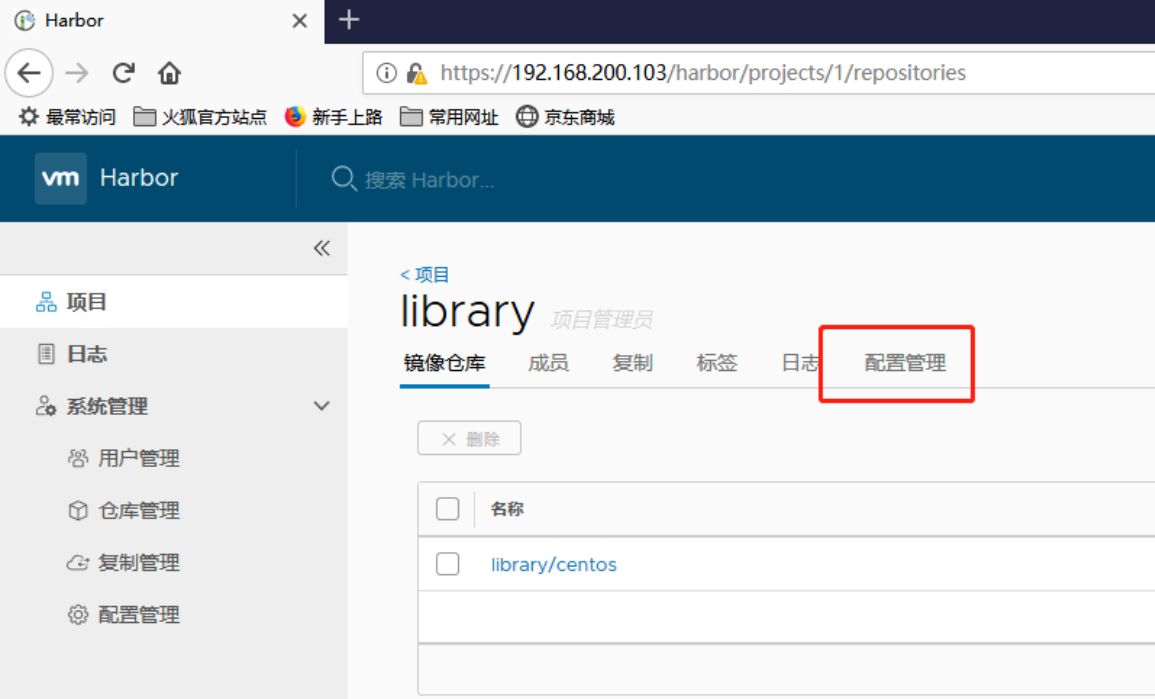 Harbor
https://192.168.200.103/harbor/projects/1/repositories
最常访问 火狐官方站点 新手上路 常用网址 京东商城
vm Harbor 搜索 Harbor...
< 项目
项目
library 项目管理员
日志
镜像仓库 成员 复制 标签 日志 配置管理
系统管理
用户管理
仓库管理
复制管理
配置管理
删除
名称
library/centos